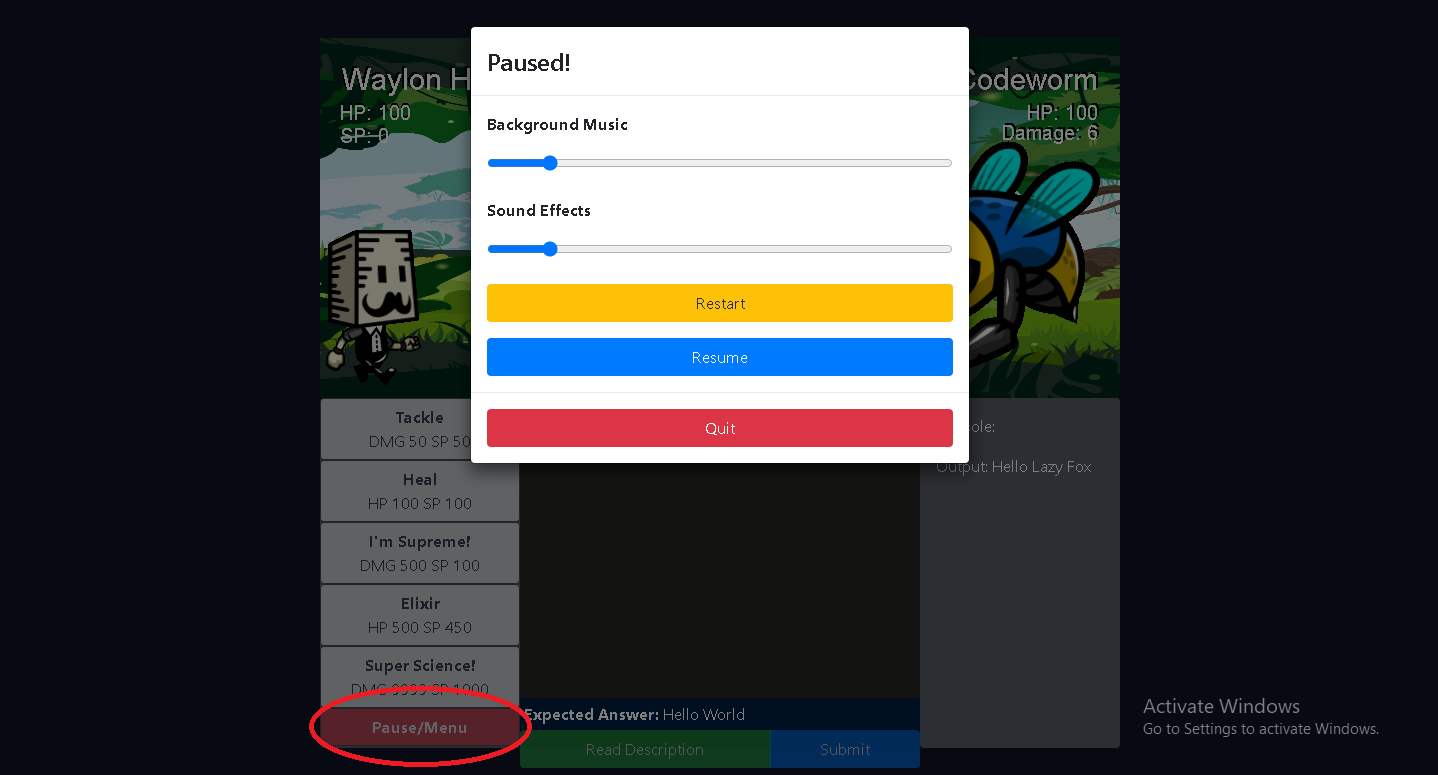 Paused!
Waylon H
Codeworm
HP: 100
SP: 0
HP: 100
Damage: 6
Background Music
Sound Effects
Restart
Resume
Quit
Tackle
DMG 50 SP 50
Heal
HP 100 SP 100
I'm Supreme!
DMG 500 SP 100
Elixir
HP 500 SP 450
Super Science!
DMG 9999 SP 1000
Pause/Menu
sole:
Output: Hello Lazy Fox
Expected Answer: Hello World
Read Description
Submit
Activate Windows
Go to Settings to activate Windows.